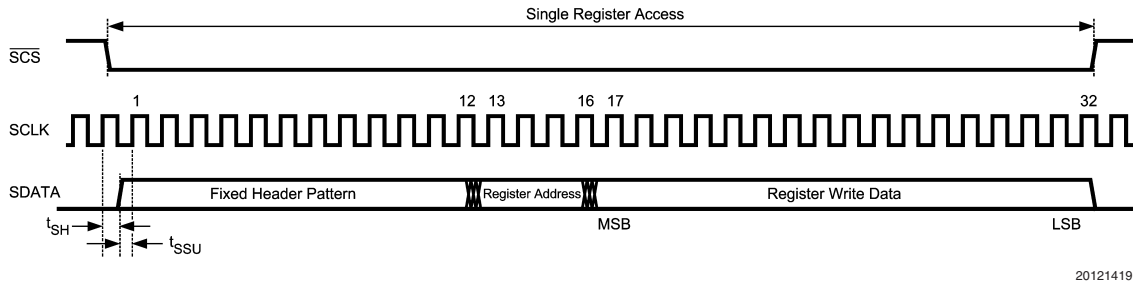 Single Register Access
SCS
1 12 13 16 17 32
SCLK
SDATA Fixed Header Pattern Register Address Register Write Data
tSH MSB LSB
tSSU
20121419